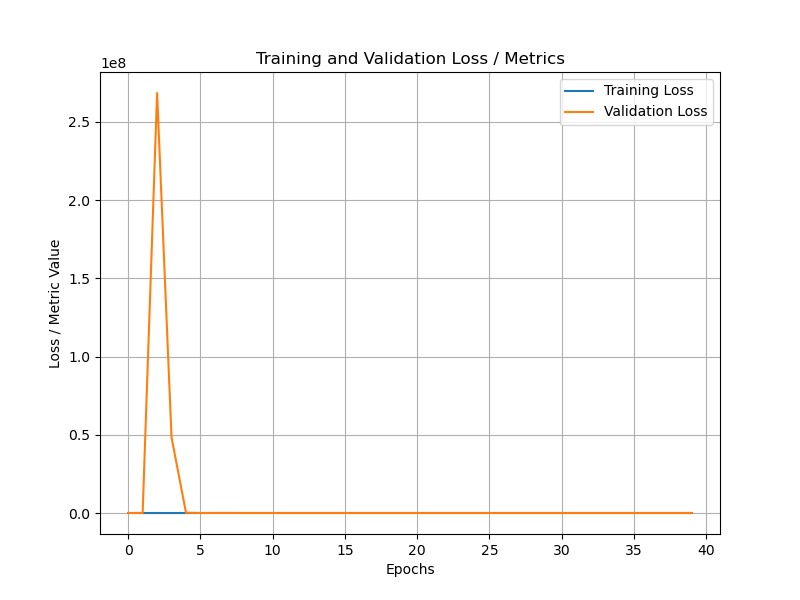 Training and Validation Loss / Metrics
1e8
Training Loss
Validation Loss
2.5
2.0
1.5
1.0
0.5
0.0
Loss / Metric Value
0 5 10 15 20 25 30 35 40
Epochs